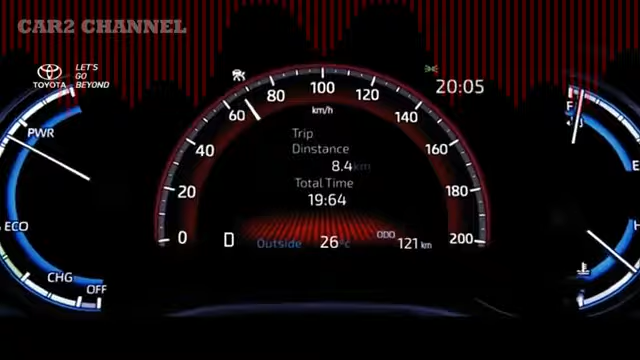 CAR2 CHANNEL
TOYOTA
LET'S
GO
BEYOND
20:05
PWR
ECO
CHG
OFF
0
20
40
60
80
100
120
140
160
180
200
km/h
Trip
Dinstance
8.4km
Total Time
19:64
D
Outside
26°c
ODO
121 km
F
E
H